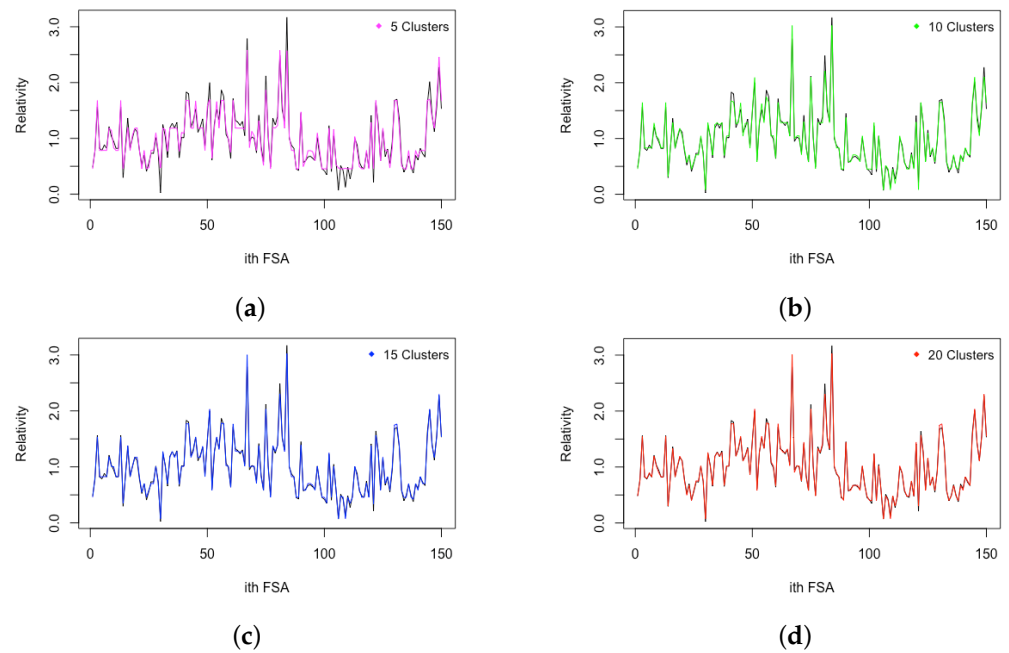 5 Clusters
Relativity
0.0 1.0 2.0 3.0
0 50 100 150
ith FSA
(a)
10 Clusters
Relativity
0.0 1.0 2.0 3.0
0 50 100 150
ith FSA
(b)
15 Clusters
Relativity
0.0 1.0 2.0 3.0
0 50 100 150
ith FSA
(c)
20 Clusters
Relativity
0.0 1.0 2.0 3.0
0 50 100 150
ith FSA
(d)